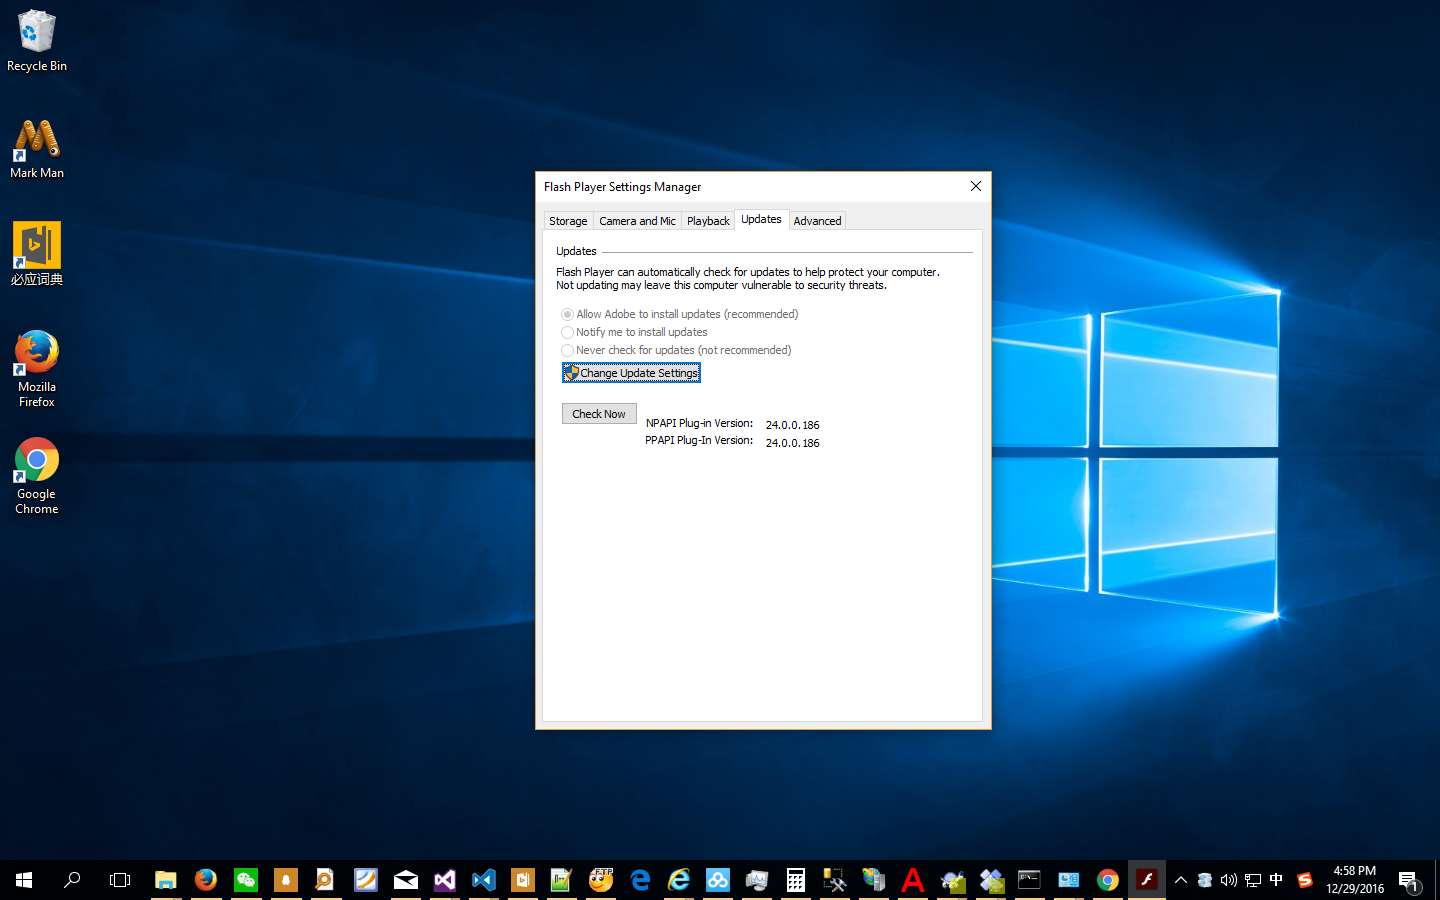 Recycle Bin
Mark Man
必应词典
Mozilla
Firefox
Google
Chrome
Flash Player Settings Manager
Storage
Camera and Mic
Playback
Updates
Advanced
Updates
Flash Player can automatically check for updates to help protect your computer.
Not updating may leave this computer vulnerable to security threats.
Allow Adobe to install updates (recommended)
Notify me to install updates
Never check for updates (not recommended)
Change Update Settings
Check Now
NPAPI Plug-in Version: 24.0.0.186
PPAPI Plug-In Version: 24.0.0.186
FTP
中
4:58 PM
12/29/2016
1